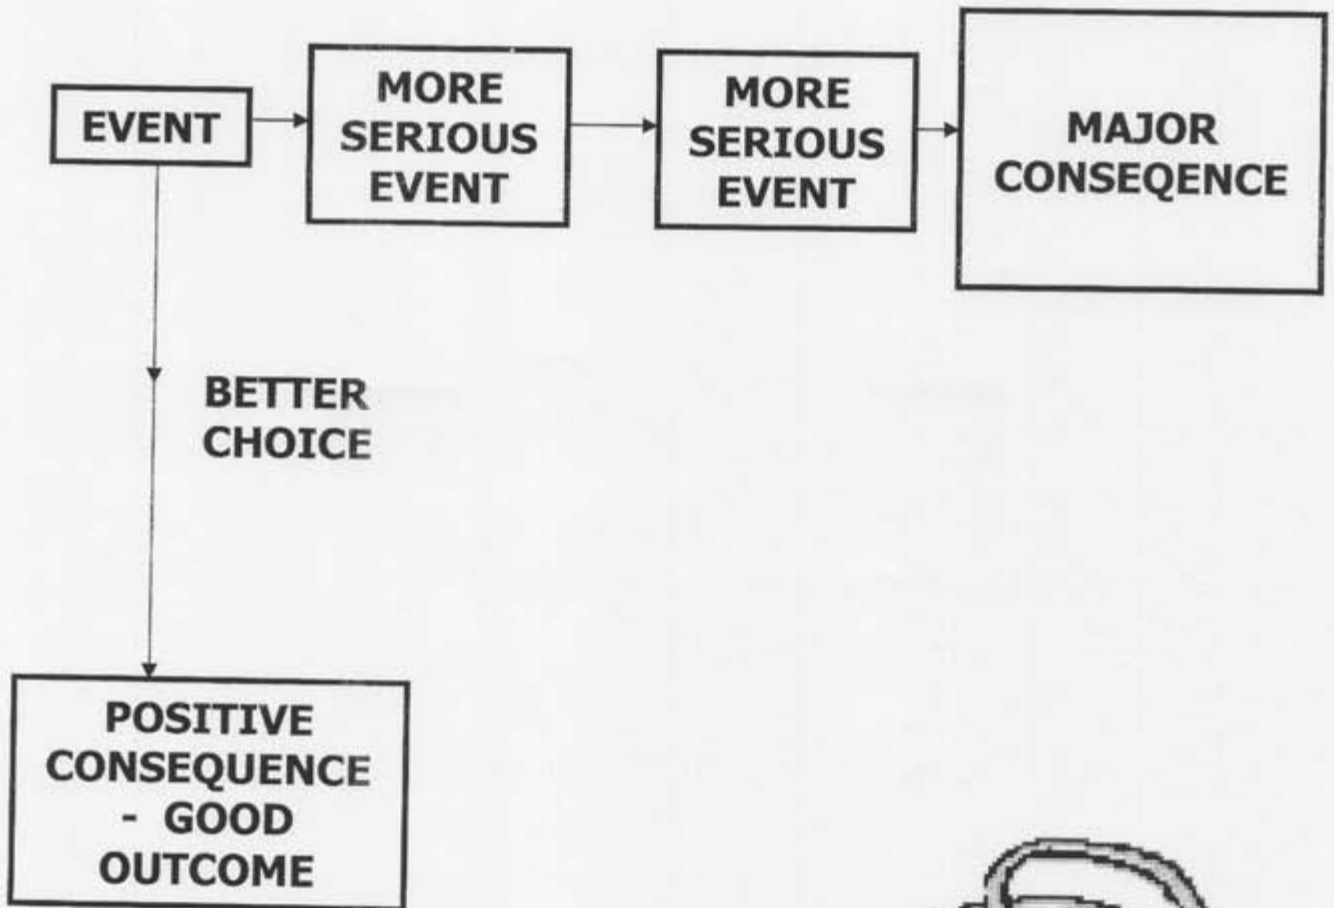 EVENT
MORE
SERIOUS
EVENT
MORE
SERIOUS
EVENT
MAJOR
CONSEQENCE
BETTER
CHOICE
POSITIVE
CONSEQUENCE
- GOOD
OUTCOME